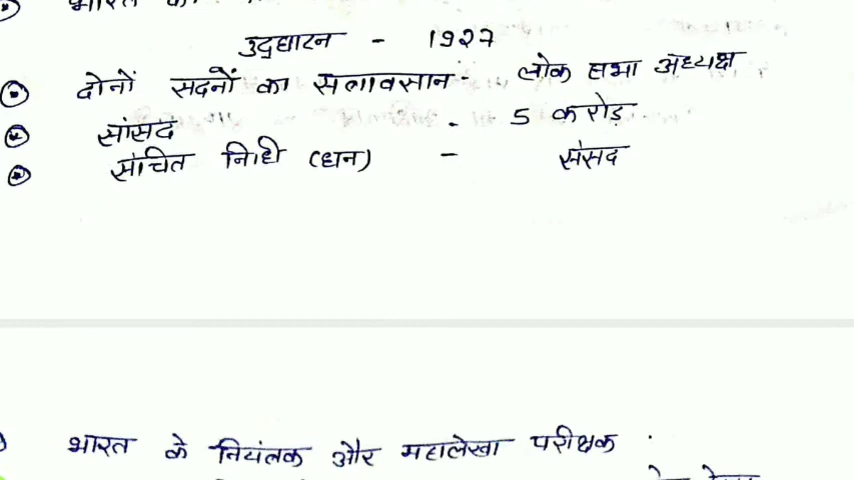 भारत का
उद्घाटन - 1927
दोनों सदनों का सत्रावसान - लोक सभा अध्यक्ष
सांसद - 5 करोड़
संचित निधि (धन) - संसद
भारत के नियंत्रक और महालेखा परीक्षक